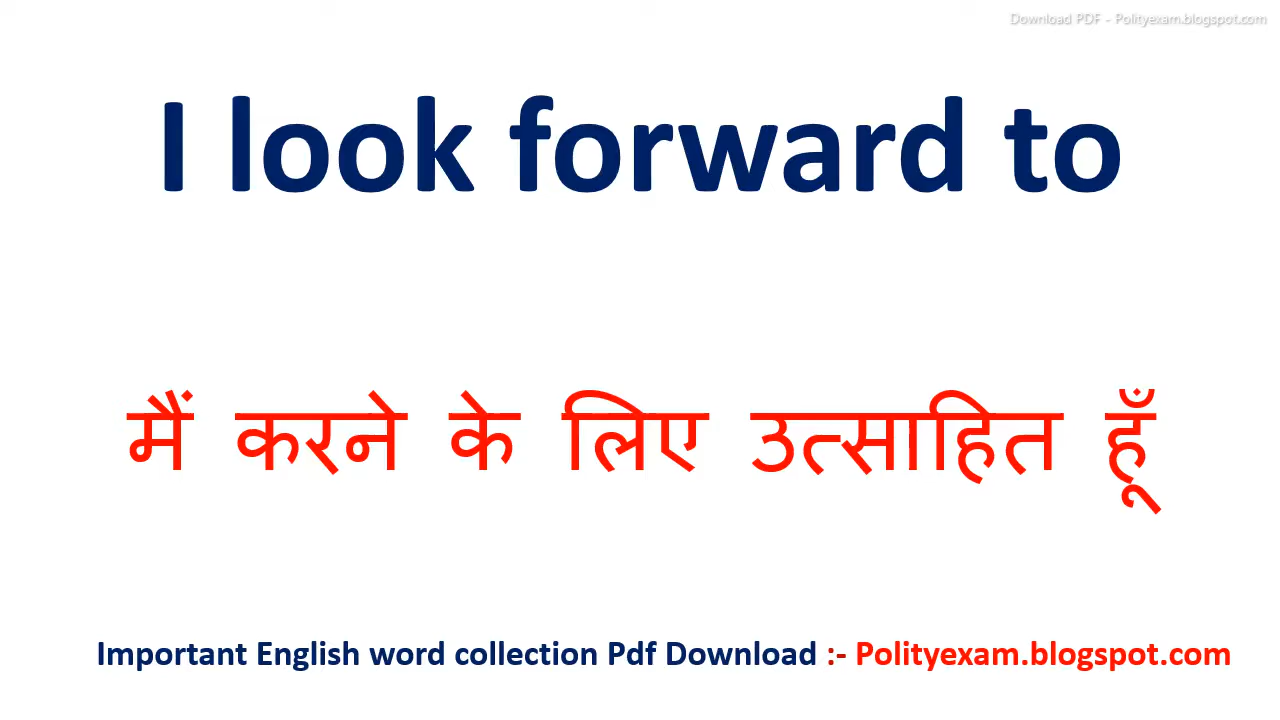 Download PDF - Polityexam.blogspot.com
I look forward to
मैं करने के लिए उत्साहित हूँ
Important English word collection Pdf Download :- Polityexam.blogspot.com